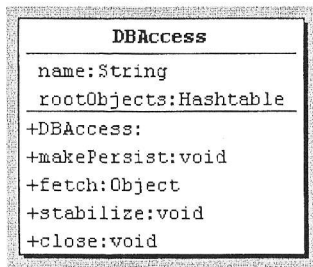 DBAccess
name:String
rootObjects:Hashtable
+DBAccess:
+makePersist:void
+fetch:Object
+stabilize:void
+close:void